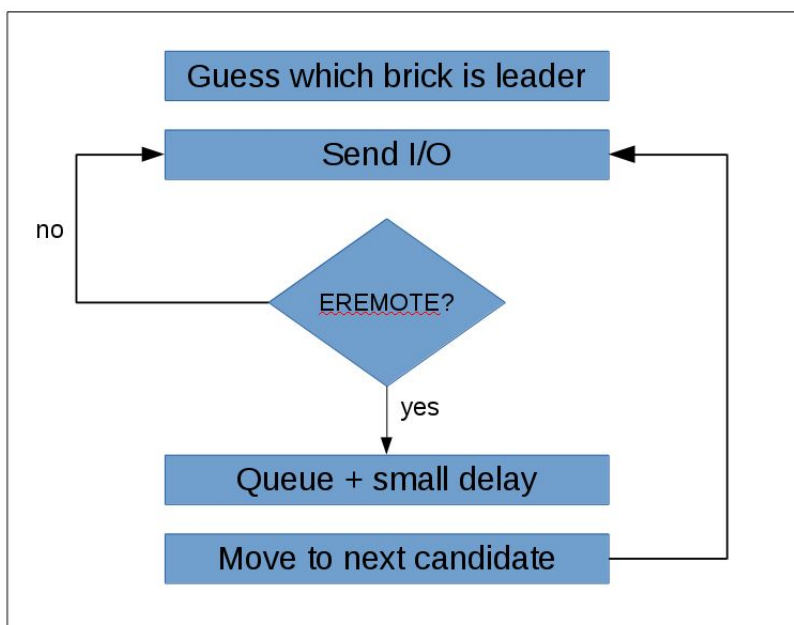 Guess which brick is leader
Send I/O
no
EREMOTE?
yes
Queue + small delay
Move to next candidate